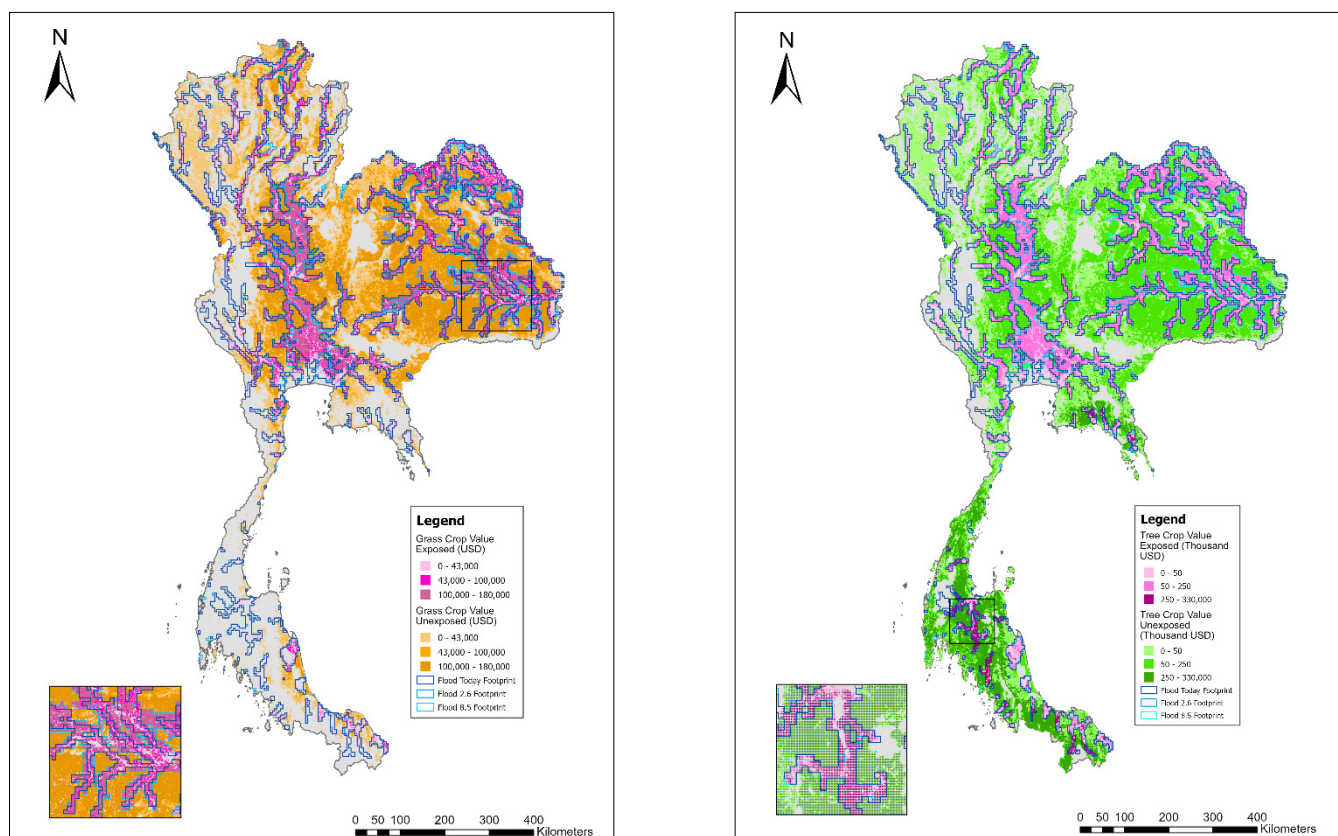 N
Legend
Grass Crop Value
Exposed (USD)
0 - 43,000
43,000 - 100,000
100,000 - 180,000
Grass Crop Value
Unexposed (USD)
0 - 43,000
43,000 - 100,000
100,000 - 180,000
Flood Today Footprint
Flood 2.6 Footprint
Flood 8.5 Footprint
0 50 100 200 300 400
Kilometers
N
Legend
Tree Crop Value
Exposed (Thousand
USD)
0 - 50
50 - 250
250 - 330,000
Tree Crop Value
Unexposed
(Thousand USD)
0 - 50
50 - 250
250 - 330,000
Flood Today Footprint
Flood 2.6 Footprint
Flood 8.5 Footprint
0 50 100 200 300 400
Kilometers